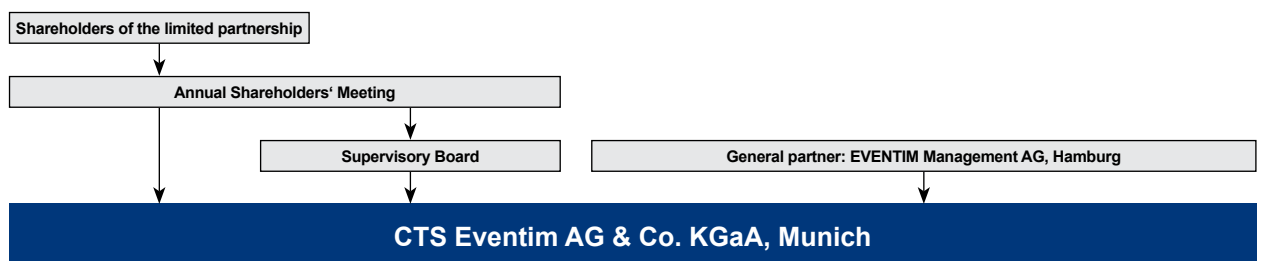 Shareholders of the limited partnership
Annual Shareholders‘ Meeting
Supervisory Board
General partner: EVENTIM Management AG, Hamburg
CTS Eventim AG & Co. KGaA, Munich